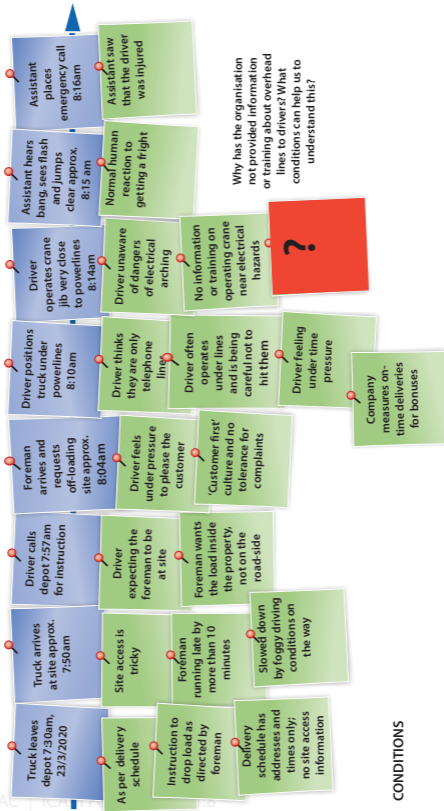 Truck leaves
depot 7:30am,
23/3/2020
As per delivery
schedule
Instruction to
drop load as
directed by
foreman
Delivery
schedule has
addresses and
times only;
no site access
information
Truck arrives
at site approx.
7:50am
Site access is
tricky
Foreman
running late by
more than 10
minutes
Slowed down
by foggy driving
conditions on
the way
Driver calls
depot 7:57am
for instruction
Driver
expecting the
foreman to be
at site
Foreman wants
the load inside
the property,
not on the
road-side
Foreman
arrives and
requests
off-loading
site approx.
8:04am
Driver feels
under pressure
to please the
customer
'Customer first'
culture and no
tolerance for
complaints
Driver positions
truck under
powerlines
8:10am
Driver thinks
they are only
telephone
lines
Driver often
operates
under lines
and is being
careful not to
hit them
Driver feeling
under time
pressure
Company
measures on-
time deliveries
for bonuses
Driver
operates crane
jib very close
to powerlines
8:14am
Driver unaware
of dangers
of electrical
arching
No information
or training on
operating crane
near electrical
hazards
?
Assistant hears
bang, sees flash
and jumps
clear approx.
8:15 am
Normal human
reaction to
getting a fright
Assistant
places
emergency call
8:16am
Assistant saw
that the driver
was injured
Why has the organisation
not provided information
or training about overhead
lines to drivers? What
conditions can help us to
understand this?
CONDITIONS